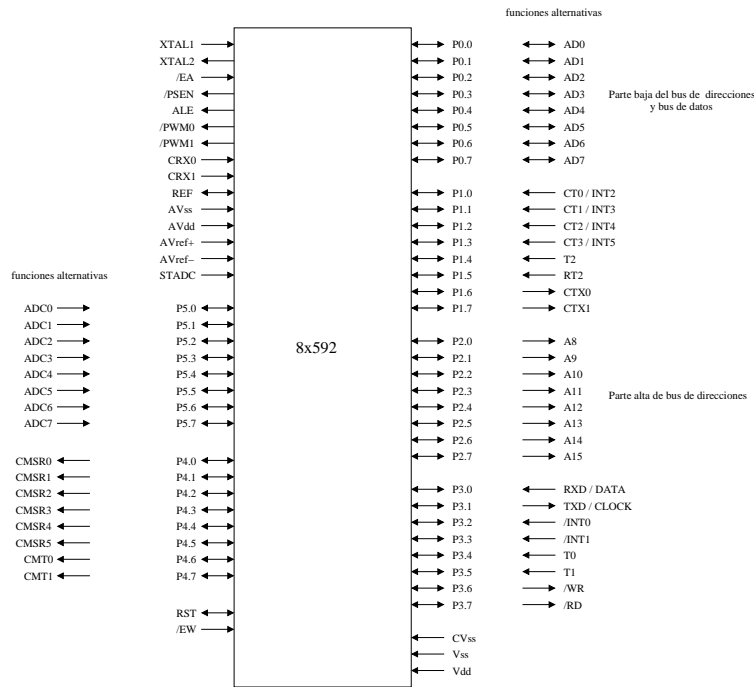 funciones alternativas
XTAL1 P0.0 AD0
XTAL2 P0.1 AD1
/EA P0.2 AD2
/PSEN P0.3 AD3 Parte baja del bus de direcciones
ALE P0.4 AD4 y bus de datos
/PWM0 P0.5 AD5
/PWM1 P0.6 AD6
CRX0 P0.7 AD7
CRX1
REF P1.0 CT0 / INT2
AVss P1.1 CT1 / INT3
AVdd P1.2 CT2 / INT4
AVref+ P1.3 CT3 / INT5
AVref− P1.4 T2
funciones alternativas STADC P1.5 RT2
P1.6 CTX0
ADC0 P5.0 P1.7 CTX1
ADC1 P5.1
ADC2 P5.2 8x592 P2.0 A8
ADC3 P5.3 P2.1 A9
ADC4 P5.4 P2.2 A10
ADC5 P5.5 P2.3 A11 Parte alta de bus de direcciones
ADC6 P5.6 P2.4 A12
ADC7 P5.7 P2.5 A13
P2.6 A14
CMSR0 P4.0 P2.7 A15
CMSR1 P4.1
CMSR2 P4.2 P3.0 RXD / DATA
CMSR3 P4.3 P3.1 TXD / CLOCK
CMSR4 P4.4 P3.2 /INT0
CMSR5 P4.5 P3.3 /INT1
CMT0 P4.6 P3.4 T0
CMT1 P4.7 P3.5 T1
P3.6 /WR
RST P3.7 /RD
/EW
CVss
Vss
Vdd